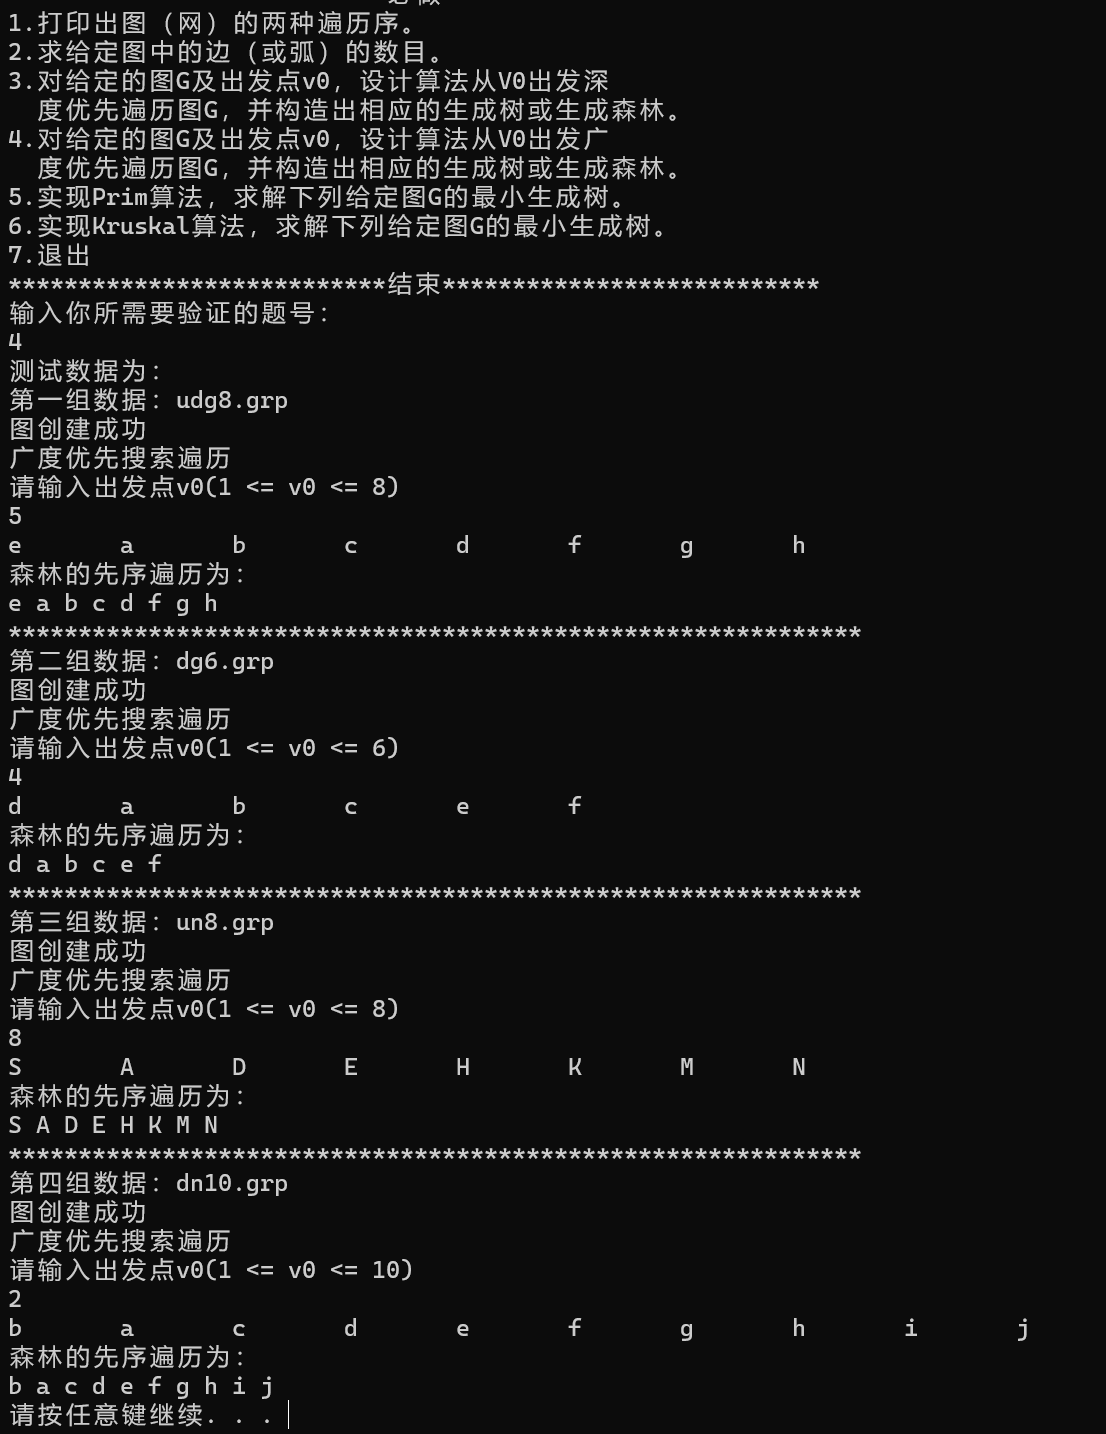 1.打印出图（网）的两种遍历序。
2.求给定图中的边（或弧）的数目。
3.对给定的图G及出发点v0，设计算法从V0出发深
度优先遍历图G，并构造出相应的生成树或生成森林。
4.对给定的图G及出发点v0，设计算法从V0出发广
度优先遍历图G，并构造出相应的生成树或生成森林。
5.实现Prim算法，求解下列给定图G的最小生成树。
6.实现Kruskal算法，求解下列给定图G的最小生成树。
7.退出
***************************结束***************************
输入你所需要验证的题号：
4
测试数据为：
第一组数据：udg8.grp
图创建成功
广度优先搜索遍历
请输入出发点v0(1 <= v0 <= 8)
5
e       a       b       c       d       f       g       h
森林的先序遍历为：
e a b c d f g h
*************************************************************
第二组数据：dg6.grp
图创建成功
广度优先搜索遍历
请输入出发点v0(1 <= v0 <= 6)
4
d       a       b       c       e       f
森林的先序遍历为：
d a b c e f
*************************************************************
第三组数据：un8.grp
图创建成功
广度优先搜索遍历
请输入出发点v0(1 <= v0 <= 8)
8
S       A       D       E       H       K       M       N
森林的先序遍历为：
S A D E H K M N
*************************************************************
第四组数据：dn10.grp
图创建成功
广度优先搜索遍历
请输入出发点v0(1 <= v0 <= 10)
2
b       a       c       d       e       f       g       h       i       j
森林的先序遍历为：
b a c d e f g h i j
请按任意键继续. . .